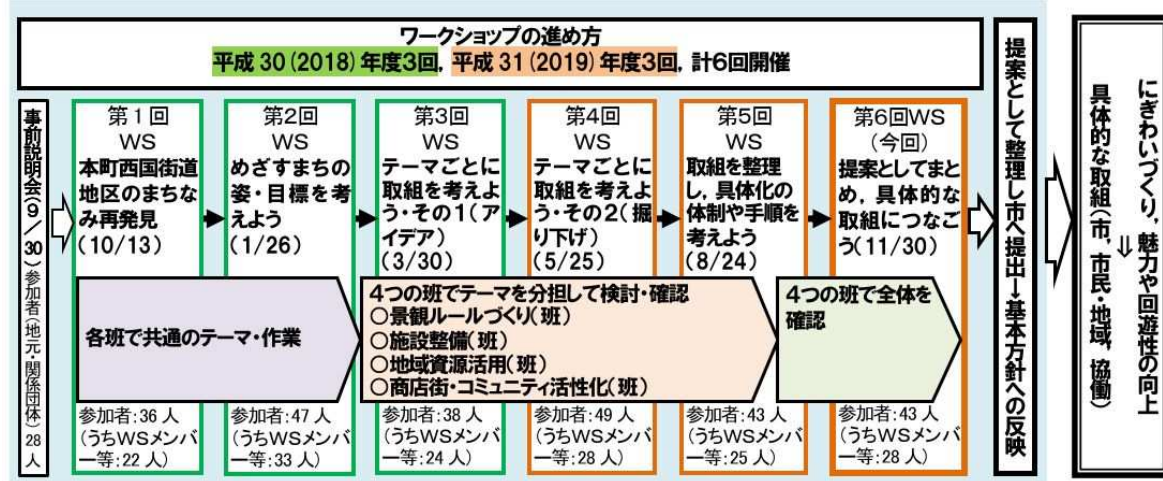 ワークショップの進め方
平成30(2018)年度3回,平成31(2019)年度3回,計6回開催
事前説明会(9/30)参加者(地元・関係団体)28人
第1回
WS
本町西国街道
地区のまちな
み再発見
(10/13)
第2回
WS
めざすまちの
姿・目標を考
えよう
(1/26)
第3回
WS
テーマごとに
取組を考えよ
う・その1(ア
イデア)
(3/30)
第4回
WS
テーマごとに
取組を考えよ
う・その2(掘
り下げ)
(5/25)
第5回
WS
取組を整理
し,具体化の
体制や手順を
考えよう
(8/24)
第6回WS
(今回)
提案としてまと
め,具体的な
取組につなご
う(11/30)
各班で共通のテーマ・作業
4つの班でテーマを分担して検討・確認
○景観ルールづくり(班)
○施設整備(班)
○地域資源活用(班)
○商店街・コミュニティ活性化(班)
4つの班で全体を
確認
参加者:36人
(うちWSメンバ
ー等:22人)
参加者:47人
(うちWSメンバ
ー等:33人)
参加者:38人
(うちWSメンバ
ー等:24人)
参加者:49人
(うちWSメンバ
ー等:28人)
参加者:43人
(うちWSメンバ
ー等:25人)
参加者:43人
(うちWSメンバ
ー等:28人)
提案として整理し市へ提出→基本方針への反映
にぎわいづくり,魅力や回遊性の向上
⇓
具体的な取組(市,市民・地域,協働)